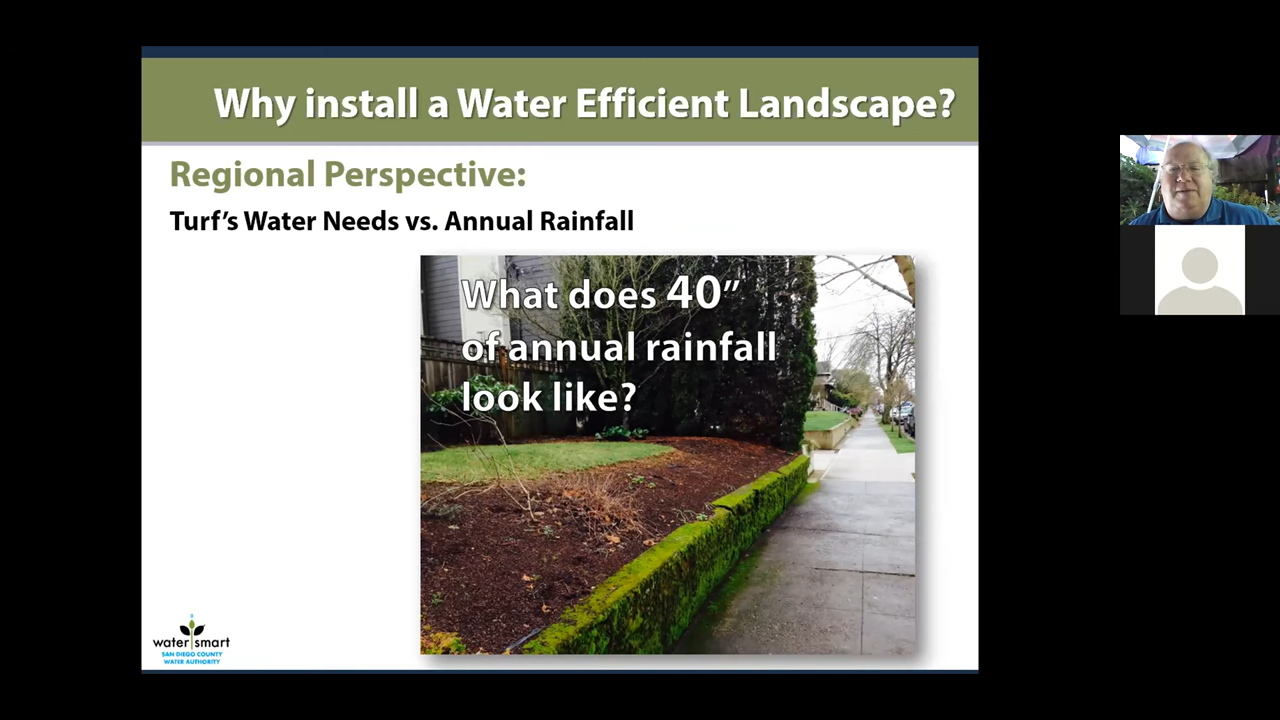 Why install a Water Efficient Landscape?
Regional Perspective:
Turf’s Water Needs vs. Annual Rainfall
What does 40”
of annual rainfall
look like?
water smart
SAN DIEGO COUNTY
WATER AUTHORITY